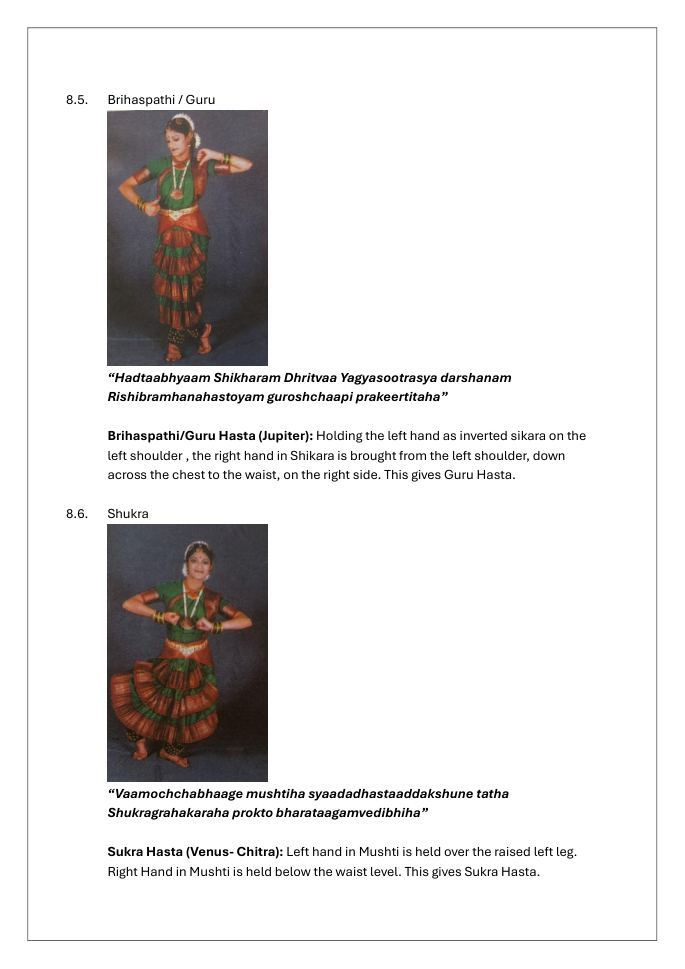 8.5. Brihaspathi / Guru
“Hadtaabhyaam Shikharam Dhritvaa Yagyasootrasya darshanam
Rishibramhanahastoyam guroshchaapi prakeertitaha”
Brihaspathi/Guru Hasta (Jupiter): Holding the left hand as inverted sikara on the
left shoulder , the right hand in Shikara is brought from the left shoulder, down
across the chest to the waist, on the right side. This gives Guru Hasta.
8.6. Shukra
“Vaamochchabhaage mushtiha syaadadhastaaddakshune tatha
Shukragrahakaraha prokto bharataagamvedibhiha”
Sukra Hasta (Venus- Chitra): Left hand in Mushti is held over the raised left leg.
Right Hand in Mushti is held below the waist level. This gives Sukra Hasta.